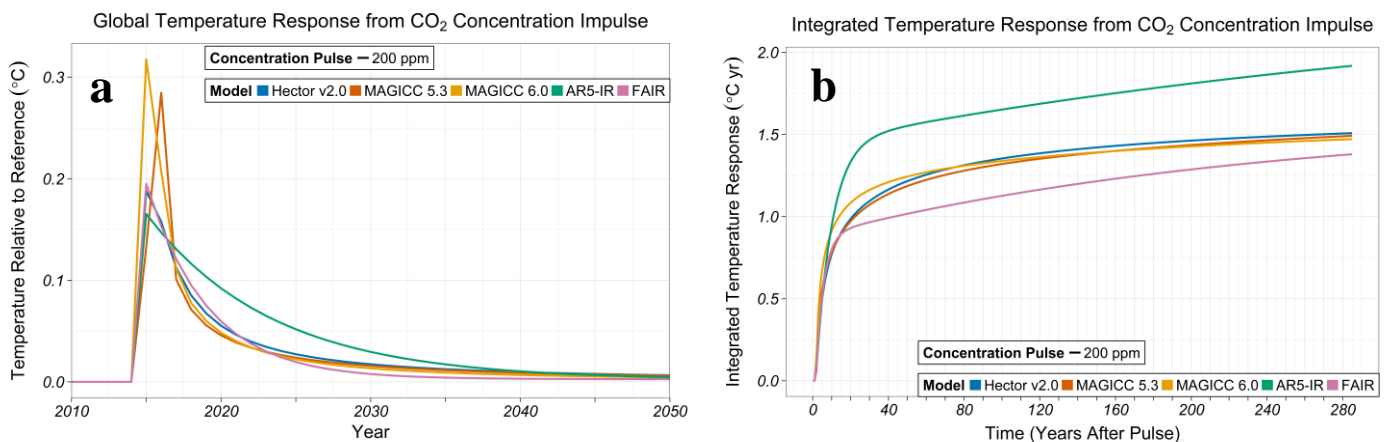 Global Temperature Response from CO₂ Concentration Impulse
a
Concentration Pulse 200 ppm
Model Hector v2.0 MAGICC 5.3 MAGICC 6.0 AR5-IR FAIR
Temperature Relative to Reference (°C)
0.3
0.2
0.1
0.0
2010 2020 2030 2040 2050
Year
Integrated Temperature Response from CO₂ Concentration Impulse
b
Integrated Temperature Response (°C yr)
2.0
1.5
1.0
0.5
0.0
Concentration Pulse 200 ppm
Model Hector v2.0 MAGICC 5.3 MAGICC 6.0 AR5-IR FAIR
0 40 80 120 160 200 240 280
Time (Years After Pulse)